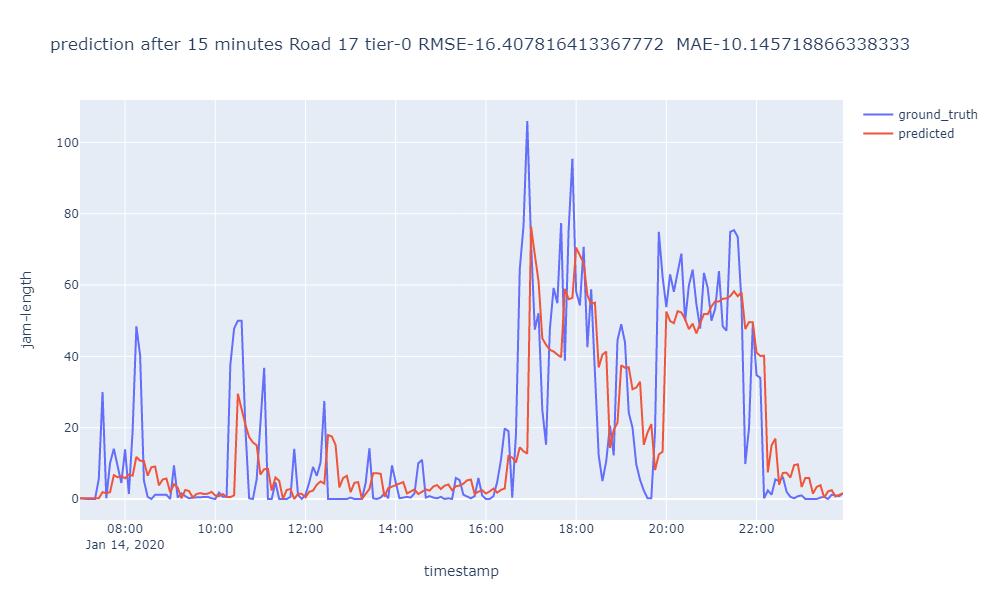 prediction after 15 minutes Road 17 tier-0 RMSE-16.407816413367772 MAE-10.145718866338333
ground_truth
predicted
100
80
60
40
20
0
jam-length
08:00 10:00 12:00 14:00 16:00 18:00 20:00 22:00
Jan 14, 2020
timestamp